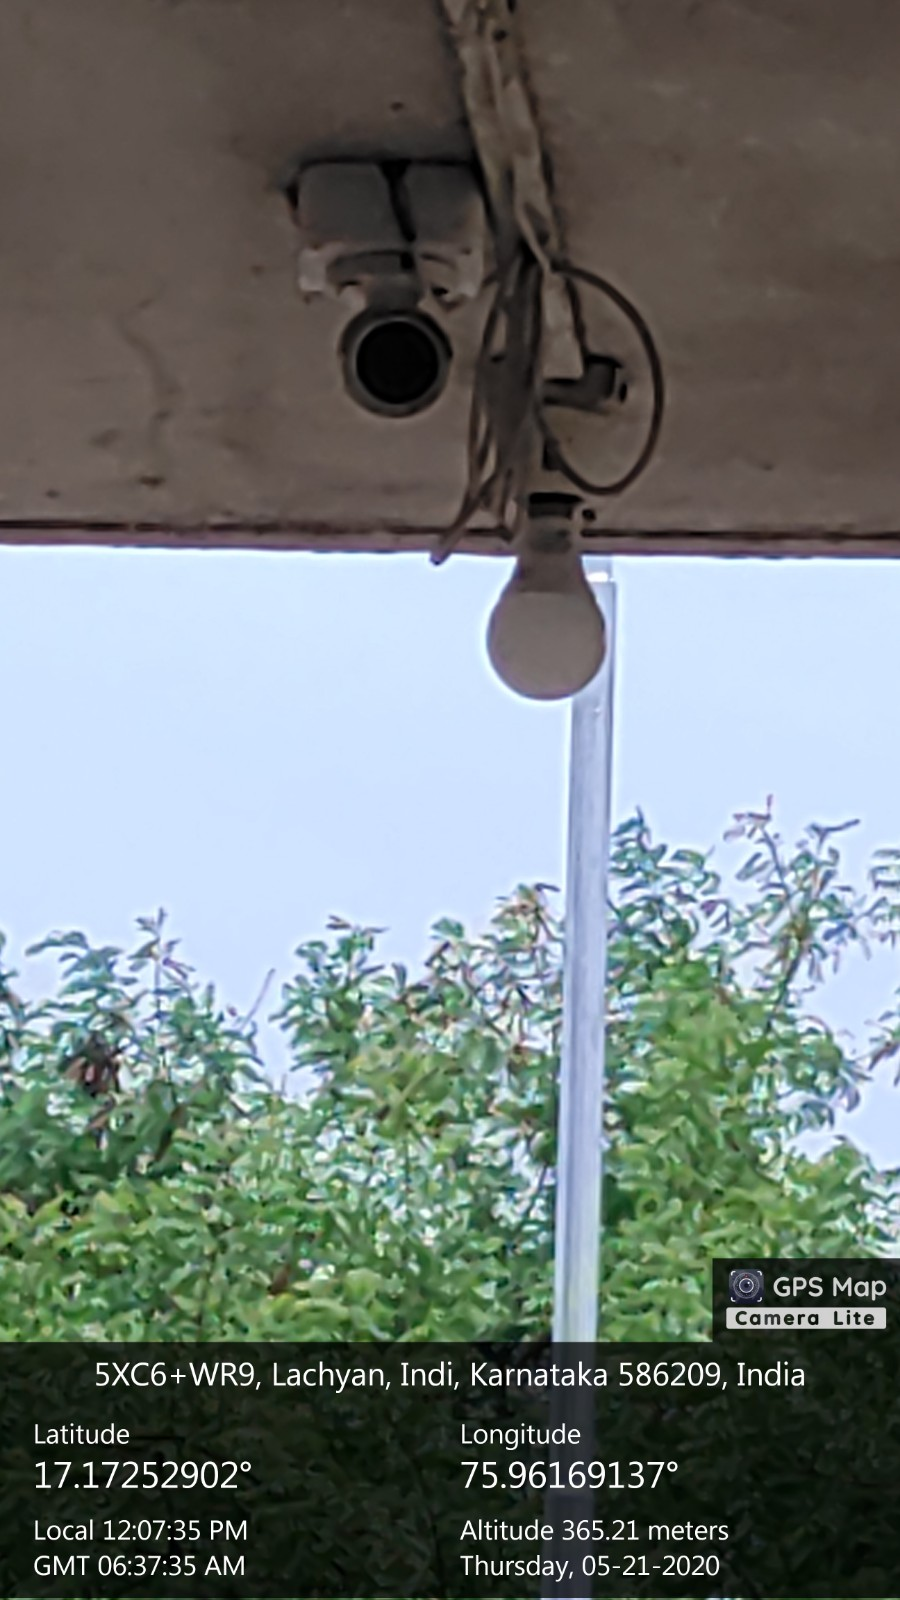 GPS Map
Camera Lite
5XC6+WR9, Lachyan, Indi, Karnataka 586209, India
Latitude
17.17252902°
Longitude
75.96169137°
Local 12:07:35 PM
GMT 06:37:35 AM
Altitude 365.21 meters
Thursday, 05-21-2020